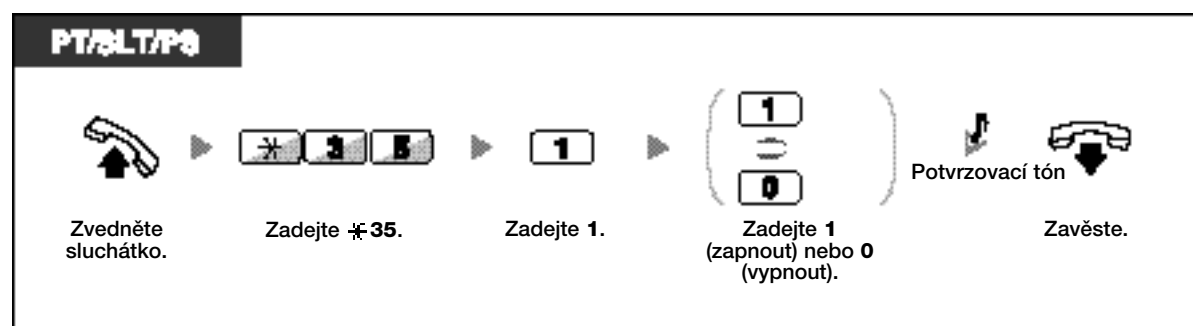 PT/SLT/PS
* 3 5
1
1
0
Potvrzovací tón
Zvedněte
sluchátko.
Zadejte *35.
Zadejte 1.
Zadejte 1
(zapnout) nebo 0
(vypnout).
Zavěste.